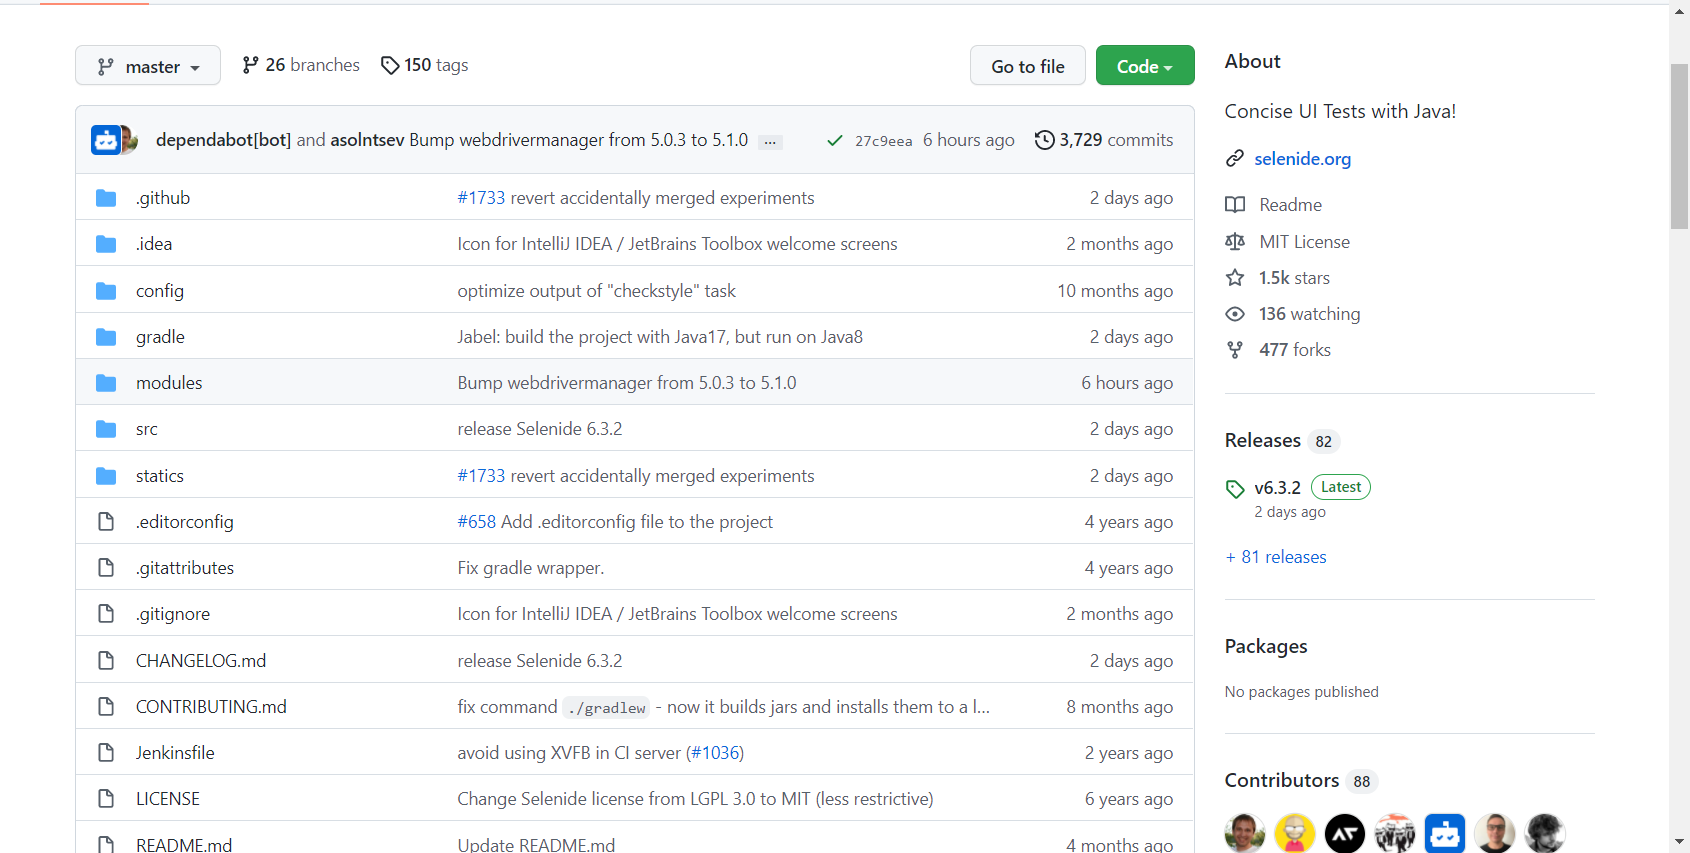 master 26 branches 150 tags Go to file Code
dependabot[bot] and asolntsev Bump webdrivermanager from 5.0.3 to 5.1.0 ... 27c9eea 6 hours ago 3,729 commits
.github #1733 revert accidentally merged experiments 2 days ago
.idea Icon for IntelliJ IDEA / JetBrains Toolbox welcome screens 2 months ago
config optimize output of "checkstyle" task 10 months ago
gradle Jabel: build the project with Java17, but run on Java8 2 days ago
modules Bump webdrivermanager from 5.0.3 to 5.1.0 6 hours ago
src release Selenide 6.3.2 2 days ago
statics #1733 revert accidentally merged experiments 2 days ago
.editorconfig #658 Add .editorconfig file to the project 4 years ago
.gitattributes Fix gradle wrapper. 4 years ago
.gitignore Icon for IntelliJ IDEA / JetBrains Toolbox welcome screens 2 months ago
CHANGELOG.md release Selenide 6.3.2 2 days ago
CONTRIBUTING.md fix command ./gradlew - now it builds jars and installs them to a l... 8 months ago
Jenkinsfile avoid using XVFB in CI server (#1036) 2 years ago
LICENSE Change Selenide license from LGPL 3.0 to MIT (less restrictive) 6 years ago
README.md Update README.md 4 months ago
About
Concise UI Tests with Java!
selenide.org
Readme
MIT License
1.5k stars
136 watching
477 forks
Releases 82
v6.3.2 Latest
2 days ago
+ 81 releases
Packages
No packages published
Contributors 88